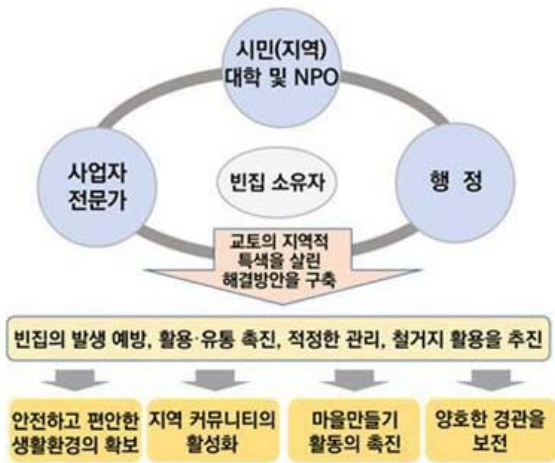 시민(지역)
대학 및 NPO
사업자
전문가
빈집 소유자
행 정
교토의 지역적
특색을 살린
해결방안을 구축
빈집의 발생 예방, 활용·유통 촉진, 적정한 관리, 철거지 활용을 추진
안전하고 편안한
생활환경의 확보
지역 커뮤니티의
활성화
마을만들기
활동의 촉진
양호한 경관을
보전